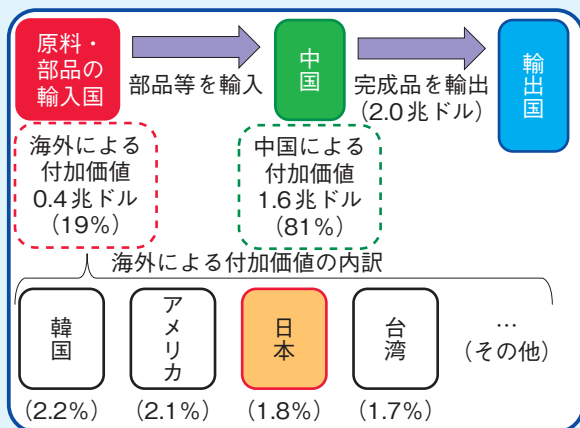 原料・
部品の
輸入国
部品等を輸入
中国
完成品を輸出
(2.0兆ドル)
輸出国
海外による
付加価値
0.4兆ドル
(19%)
中国による
付加価値
1.6兆ドル
(81%)
海外による付加価値の内訳
韓国
アメリカ
日本
台湾
…
(その他)
(2.2%)
(2.1%)
(1.8%)
(1.7%)